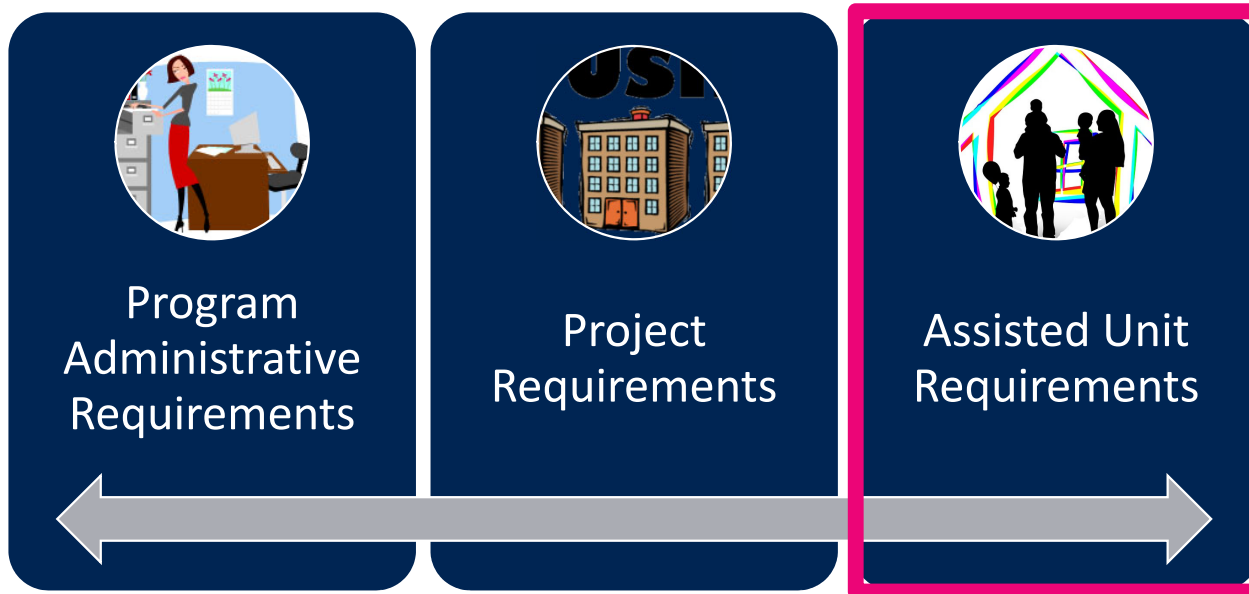 Program
Administrative
Requirements
Project
Requirements
Assisted Unit
Requirements